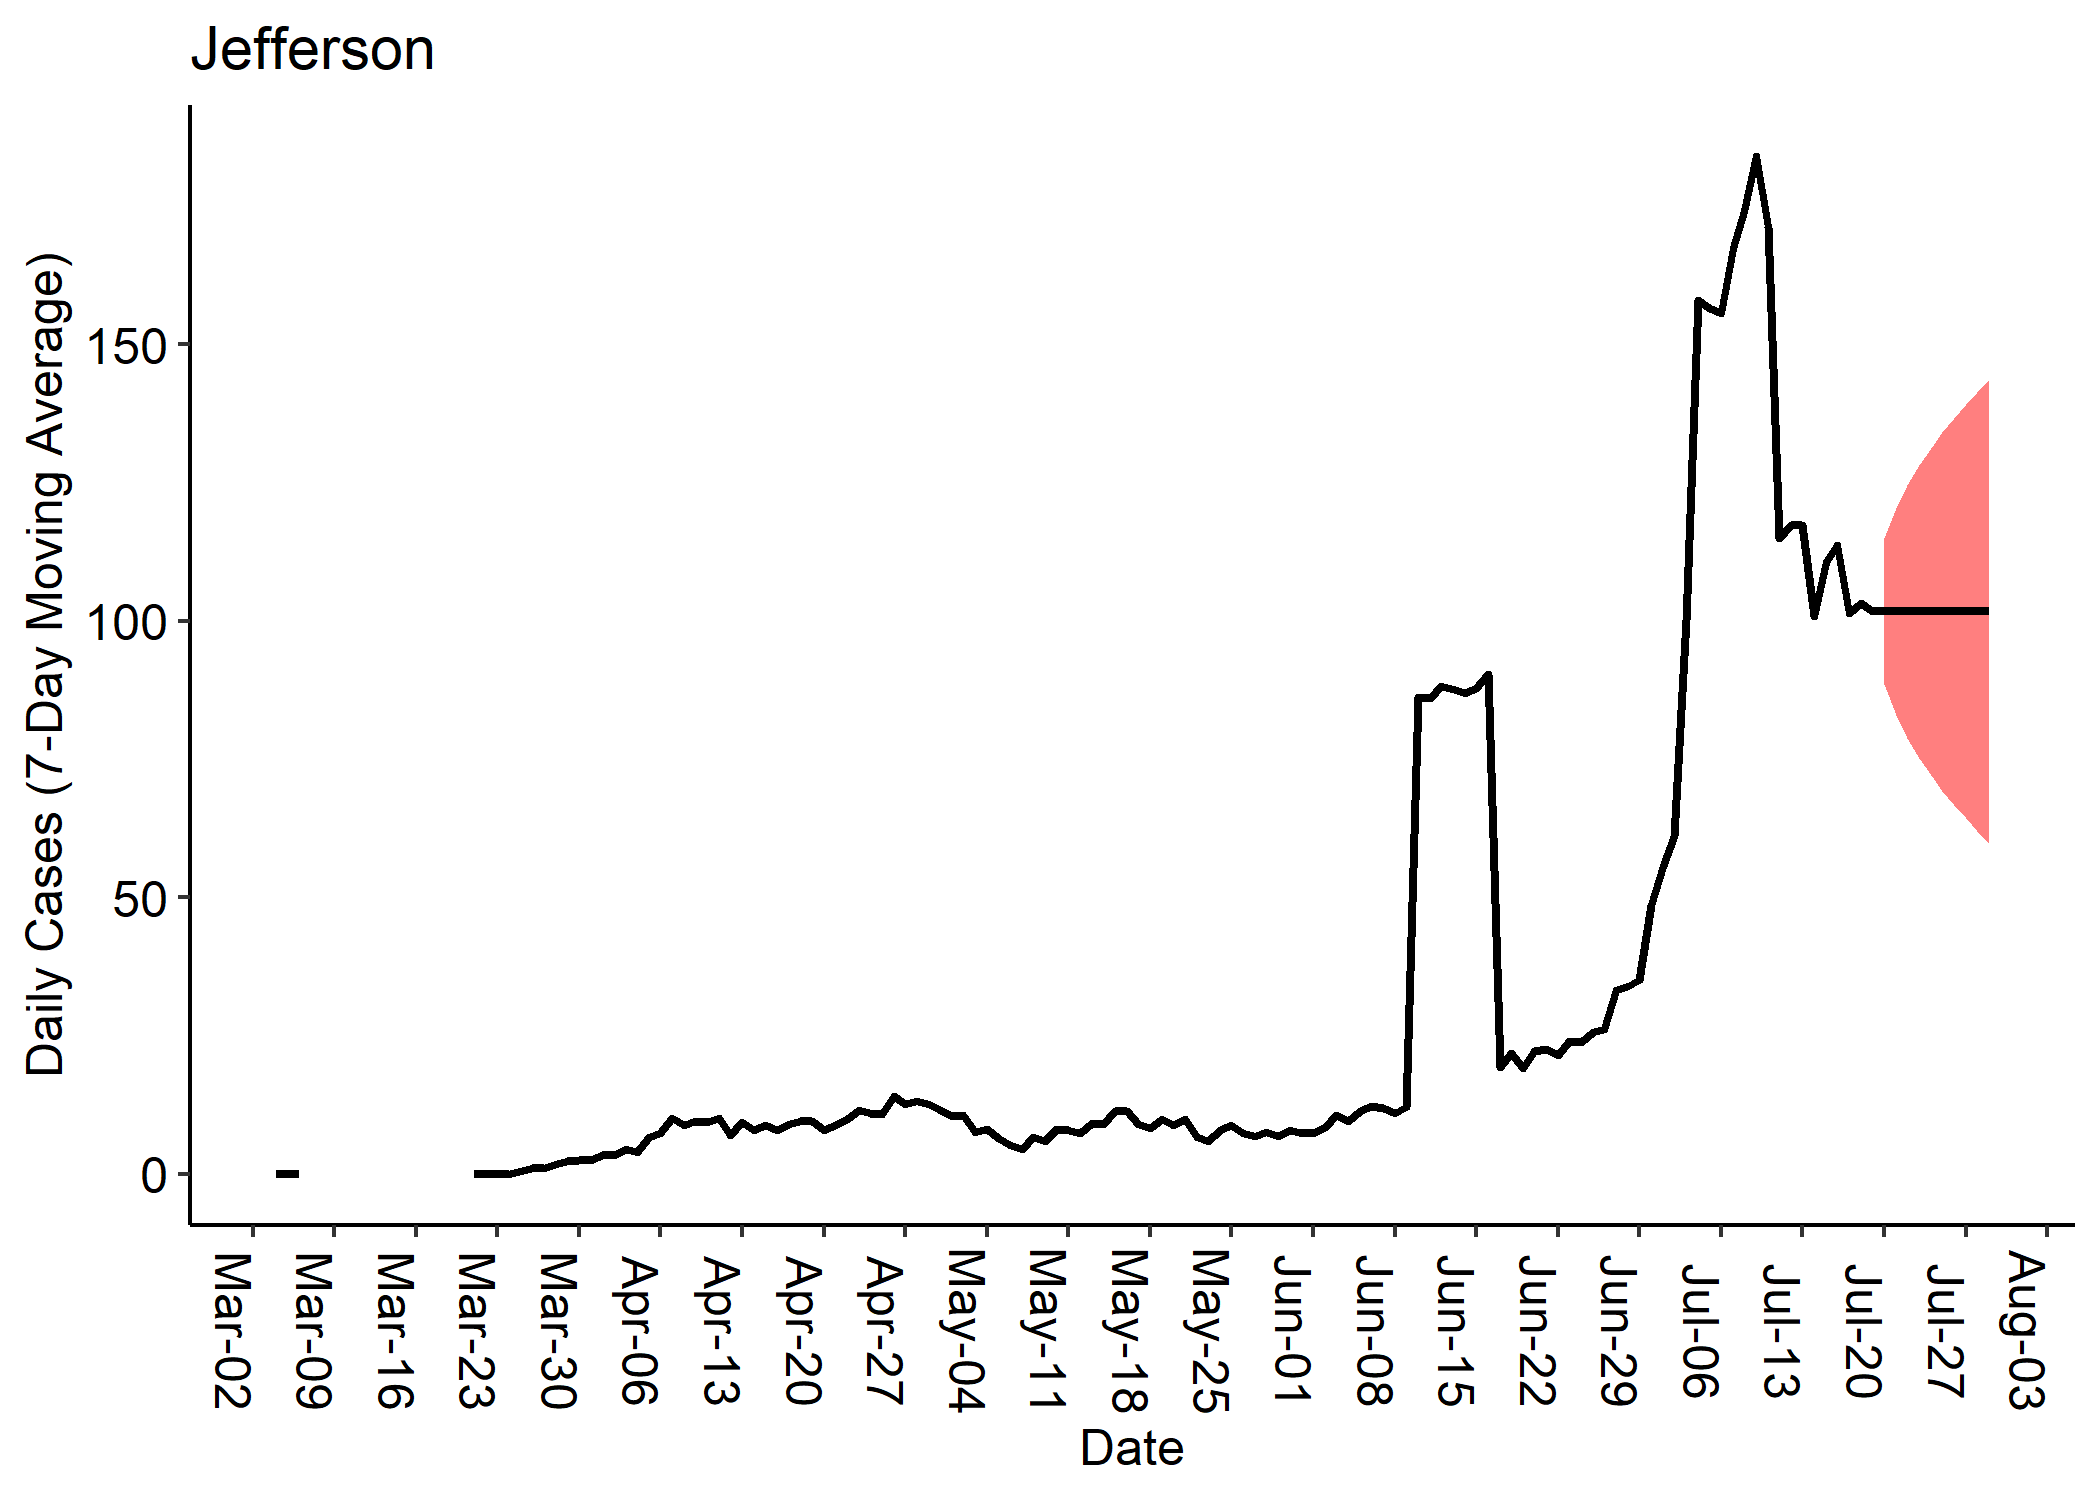 Jefferson
Daily Cases (7-Day Moving Average)
150
100
50
0
Mar-02
Mar-09
Mar-16
Mar-23
Mar-30
Apr-06
Apr-13
Apr-20
Apr-27
May-04
May-11
May-18
May-25
Jun-01
Jun-08
Jun-15
Jun-22
Jun-29
Jul-06
Jul-13
Jul-20
Jul-27
Aug-03
Date